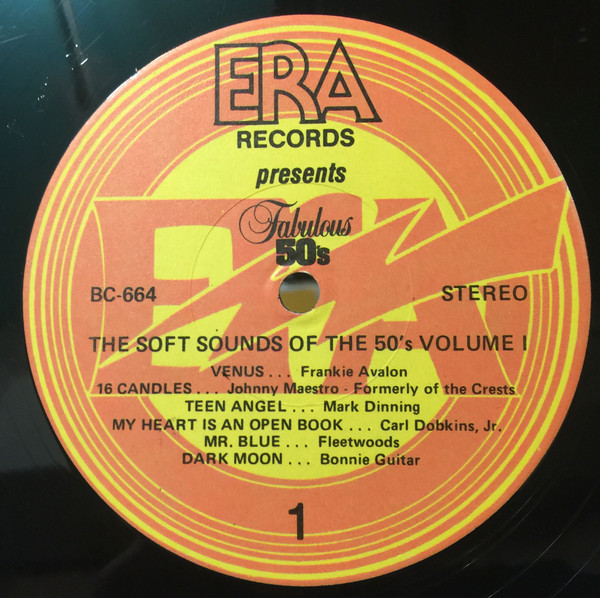 ERA
RECORDS
presents
Fabulous
50's
BC-664
STEREO
THE SOFT SOUNDS OF THE 50's VOLUME I
VENUS . . . Frankie Avalon
16 CANDLES . . . Johnny Maestro - Formerly of the Crests
TEEN ANGEL . . . Mark Dinning
MY HEART IS AN OPEN BOOK . . . Carl Dobkins, Jr.
MR. BLUE . . . Fleetwoods
DARK MOON . . . Bonnie Guitar
1